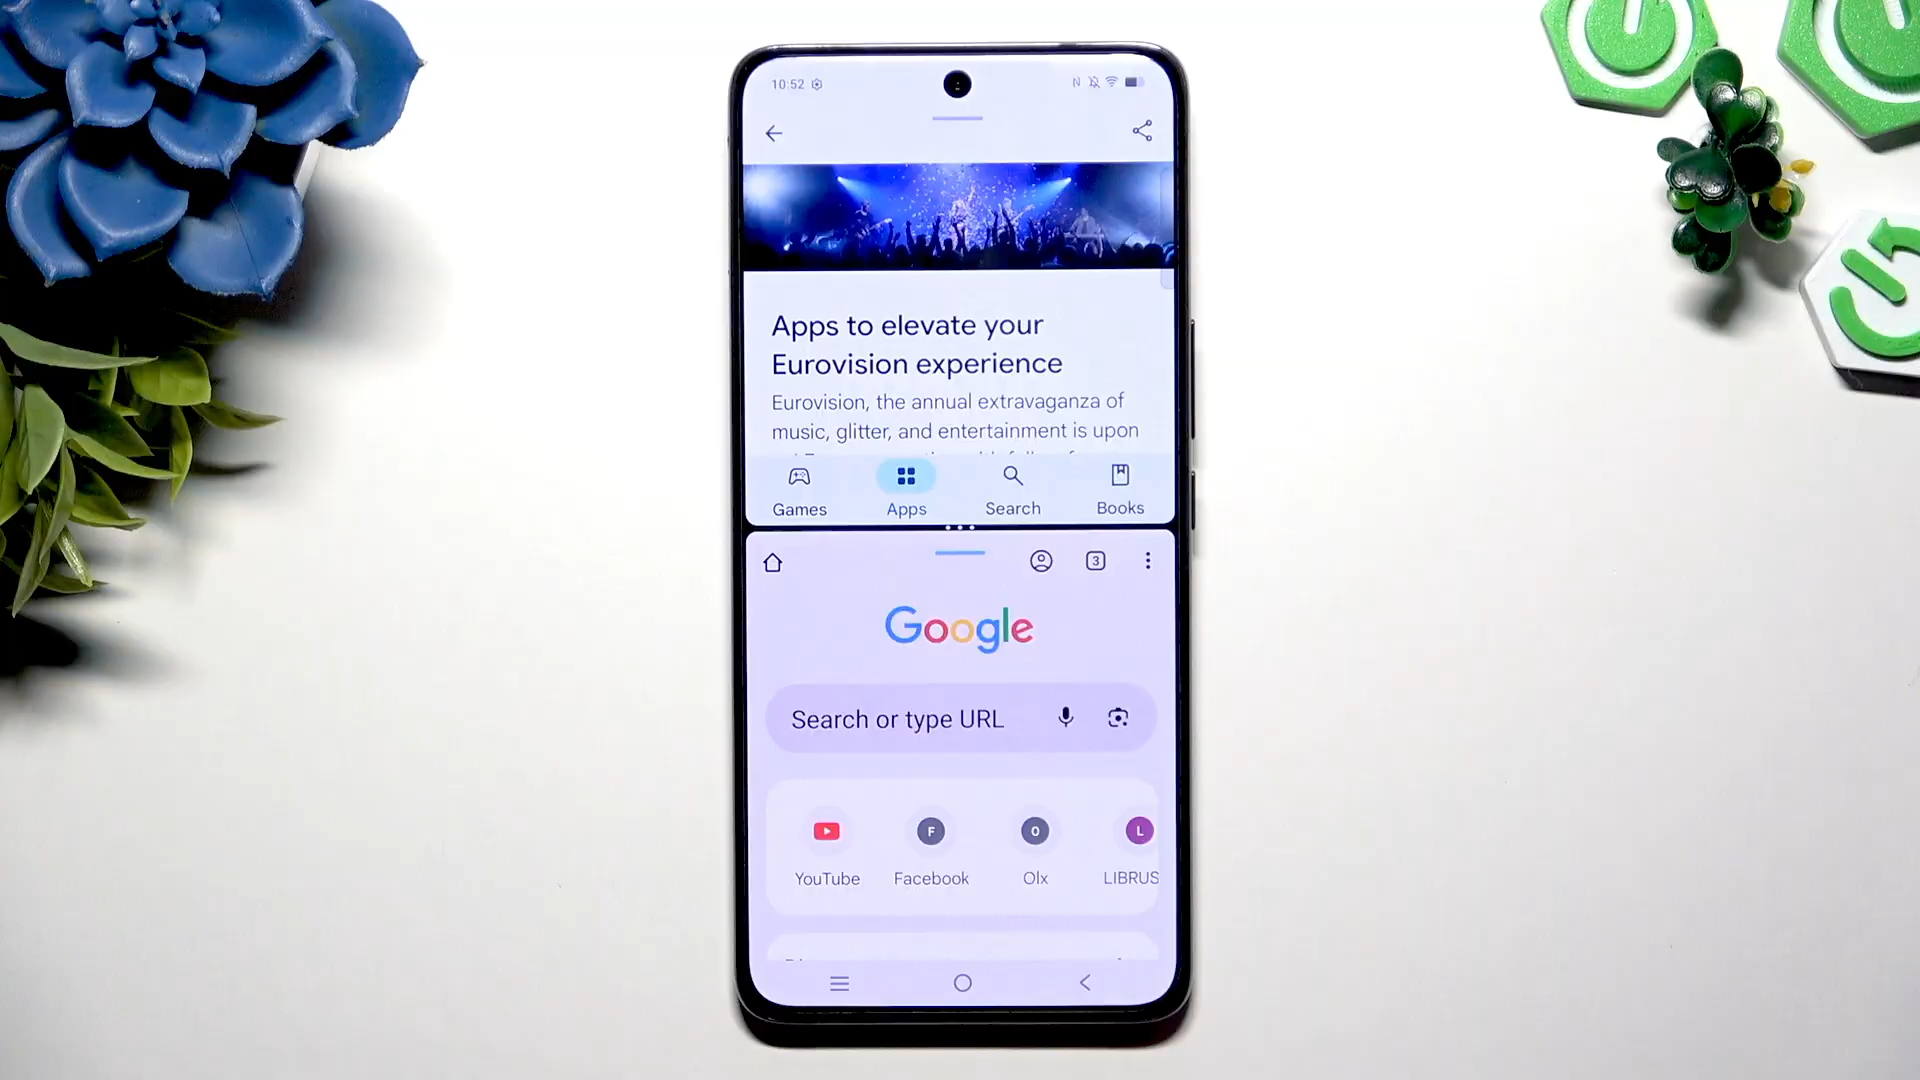 10:52
Apps to elevate your
Eurovision experience
Eurovision, the annual extravaganza of
music, glitter, and entertainment is upon
Games Apps Search Books
3
Google
Search or type URL
F O L
YouTube Facebook Olx LIBRUS